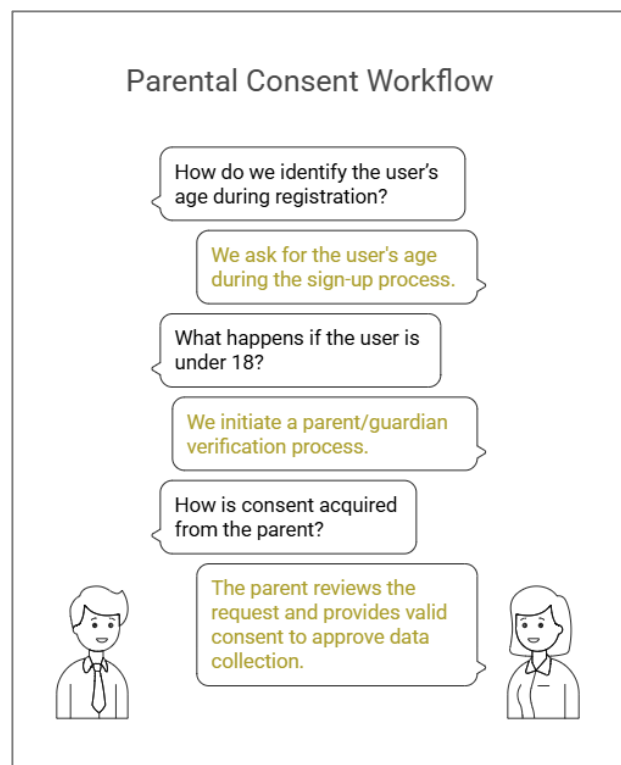 Parental Consent Workflow
How do we identify the user’s
age during registration?
We ask for the user's age
during the sign-up process.
What happens if the user is
under 18?
We initiate a parent/guardian
verification process.
How is consent acquired
from the parent?
The parent reviews the
request and provides valid
consent to approve data
collection.